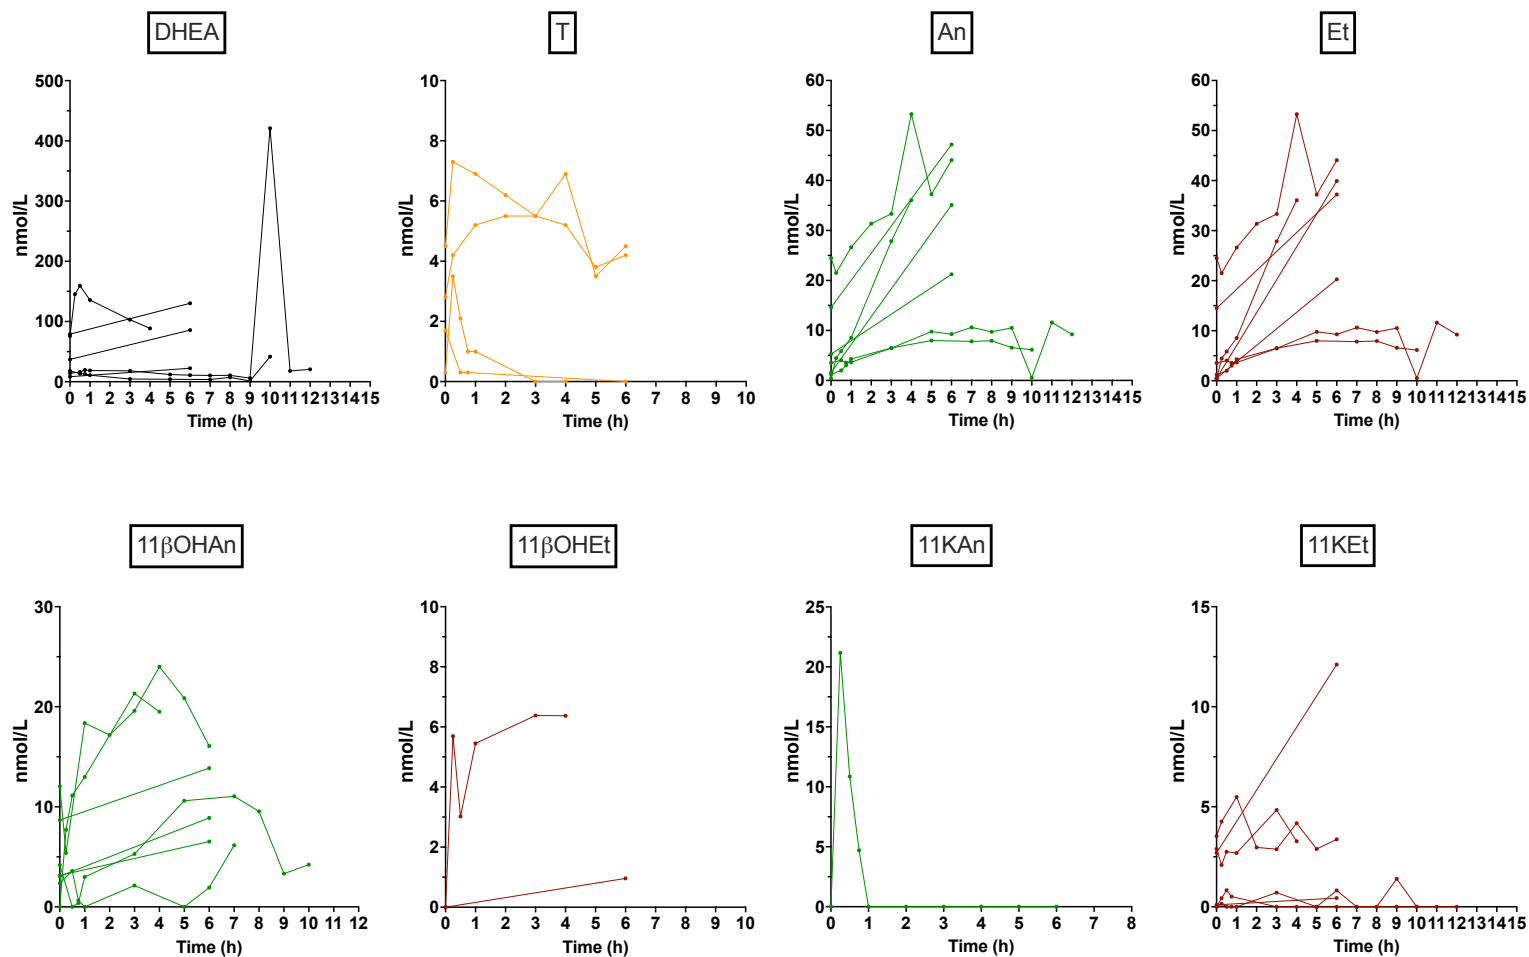 DHEA
T
An
Et
500
400
300
200
100
0
nmol/L
0 1 2 3 4 5 6 7 8 9 10 11 12 13 14 15
Time (h)
10
8
6
4
2
0
nmol/L
0 1 2 3 4 5 6 7 8 9 10
Time (h)
60
50
40
30
20
10
0
nmol/L
0 1 2 3 4 5 6 7 8 9 10 11 12 13 14 15
Time (h)
60
50
40
30
20
10
0
nmol/L
0 1 2 3 4 5 6 7 8 9 10 11 12 13 14 15
Time (h)
11βOHAn
11βOHEt
11KAn
11KEt
30
20
10
0
nmol/L
0 1 2 3 4 5 6 7 8 9 10 11 12
Time (h)
10
8
6
4
2
0
nmol/L
0 1 2 3 4 5 6 7 8 9 10
Time (h)
25
20
15
10
5
0
nmol/L
0 1 2 3 4 5 6 7 8
Time (h)
15
10
5
0
nmol/L
0 1 2 3 4 5 6 7 8 9 10 11 12 13 14 15
Time (h)